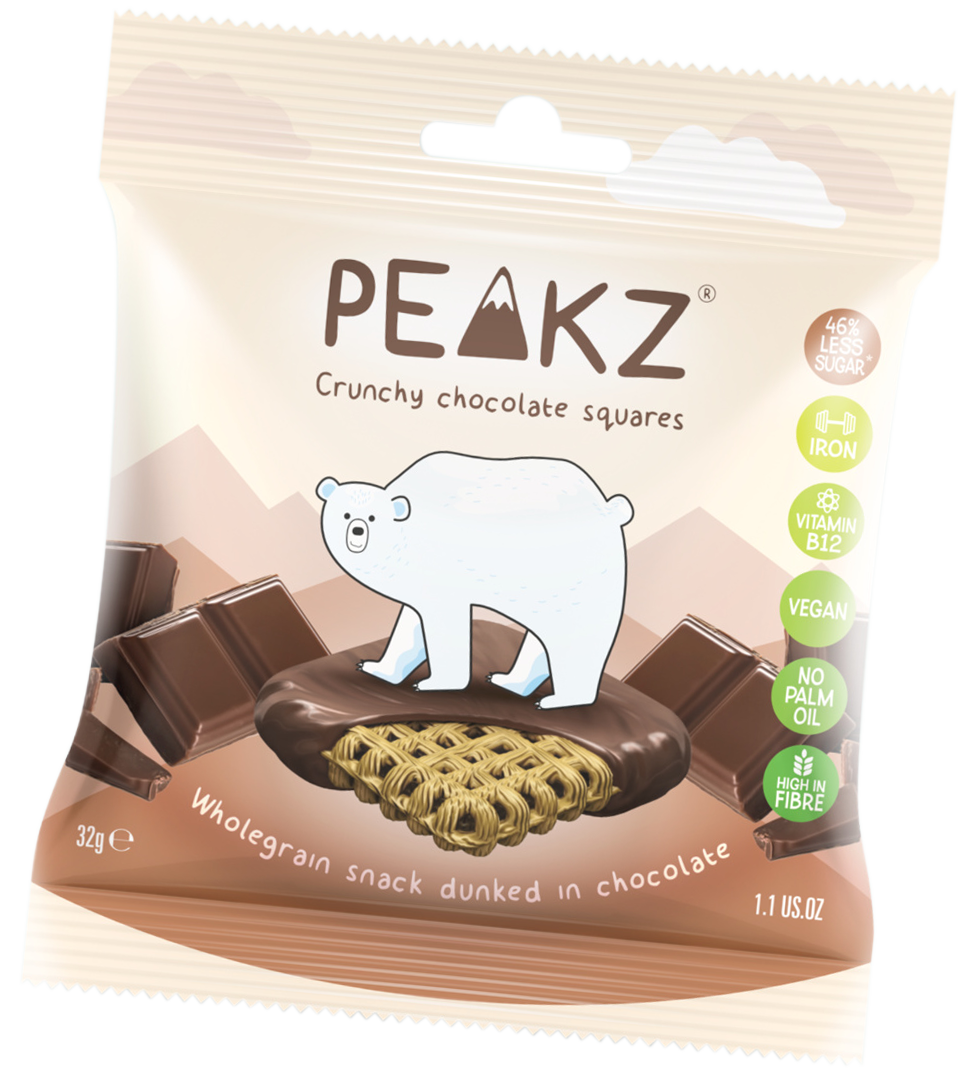 PEAKZ®
Crunchy chocolate squares
46%
LESS
SUGAR*
IRON
VITAMIN
B12
VEGAN
NO
PALM
OIL
HIGH IN
FIBRE
Wholegrain snack dunked in chocolate
32g ℮
1.1 US.OZ